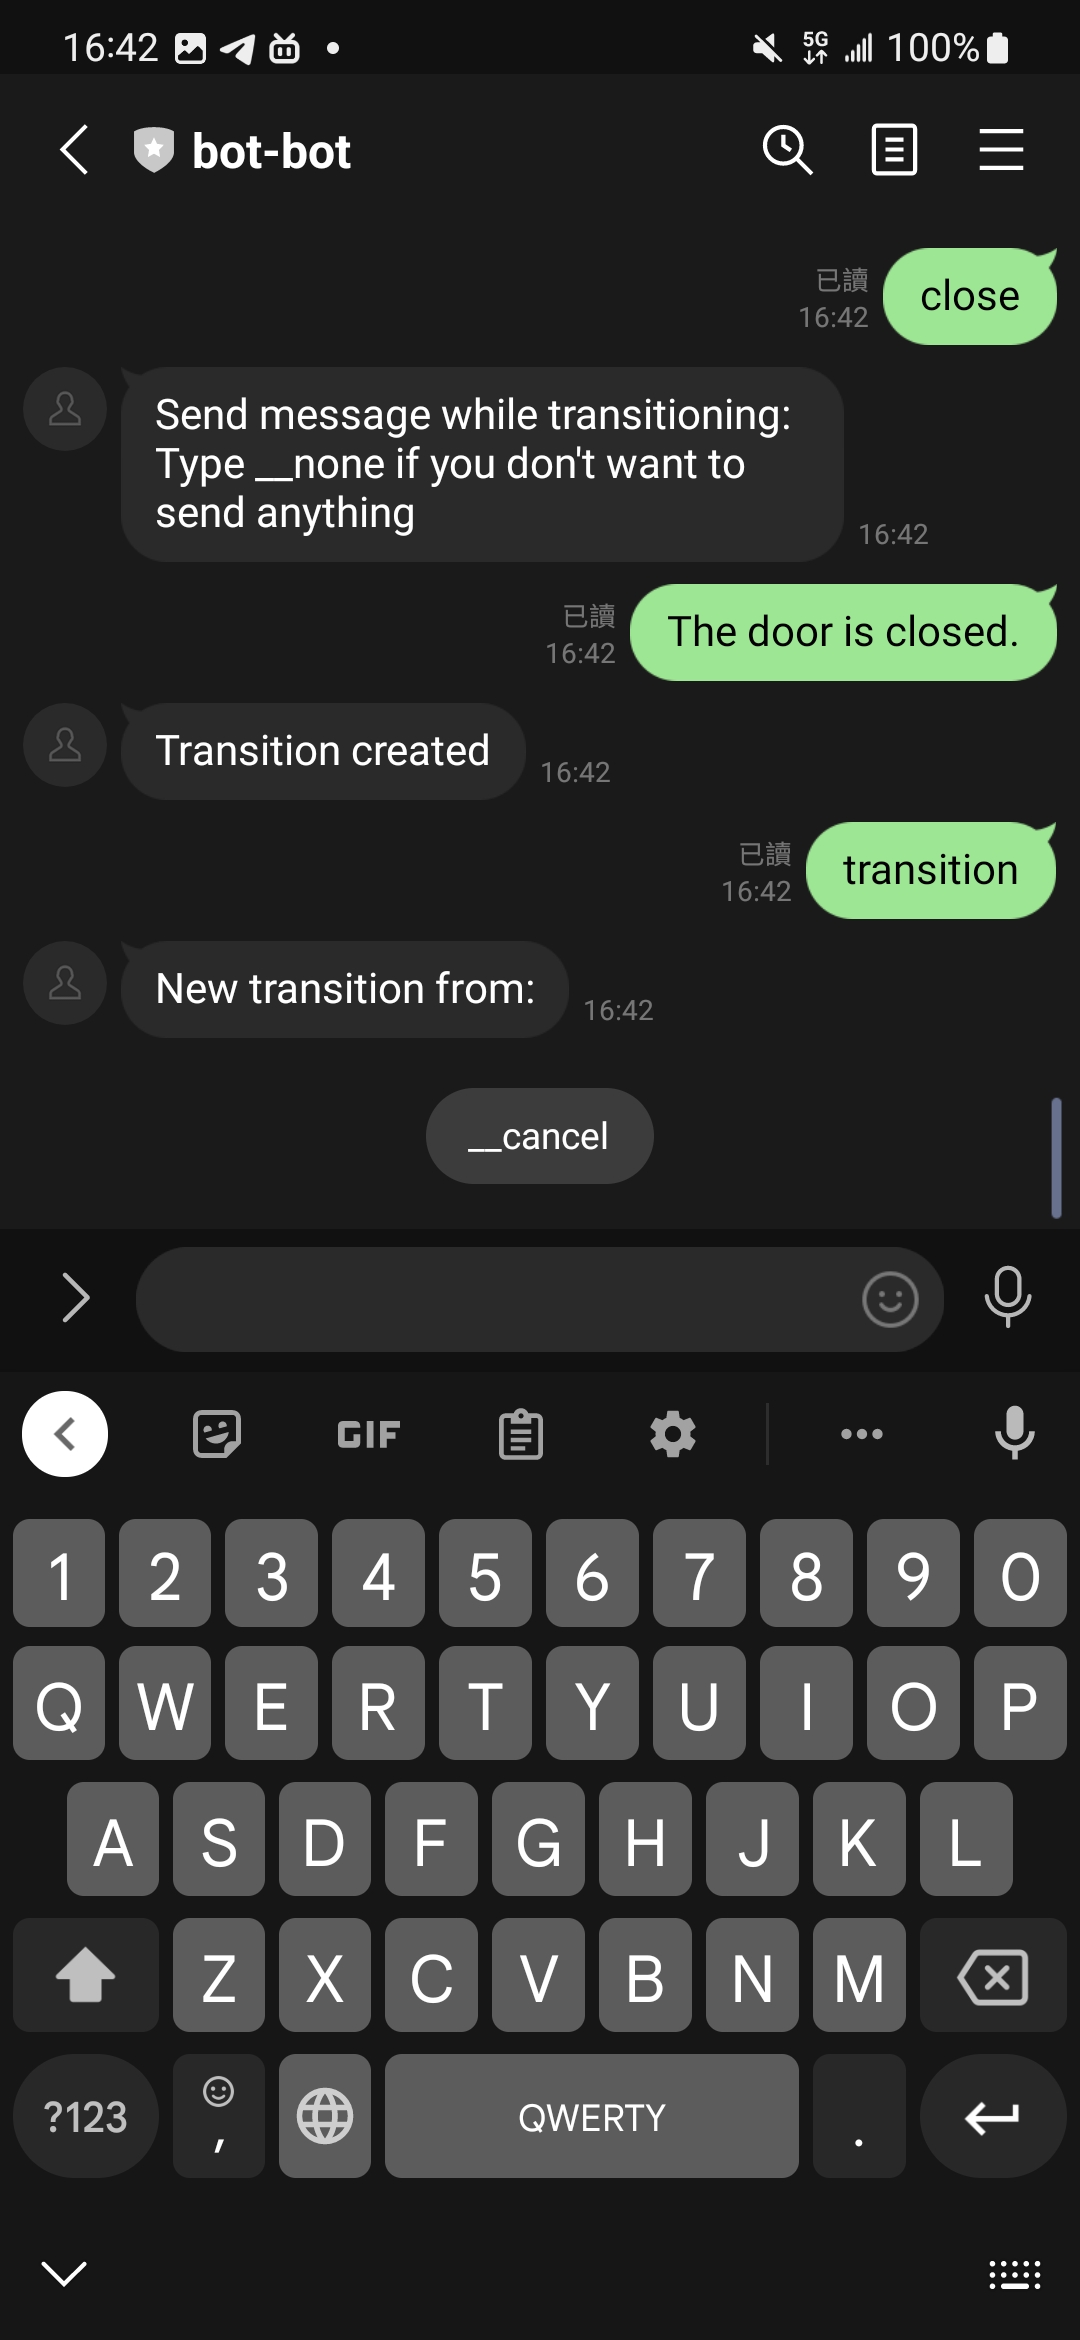 16:42
5G
100%
bot-bot
已讀
16:42
close
Send message while transitioning:
Type __none if you don't want to
send anything
16:42
已讀
16:42
The door is closed.
Transition created
16:42
已讀
16:42
transition
New transition from:
16:42
__cancel
GIF
1 2 3 4 5 6 7 8 9 0
Q W E R T Y U I O P
A S D F G H J K L
Z X C V B N M
?123 , QWERTY .